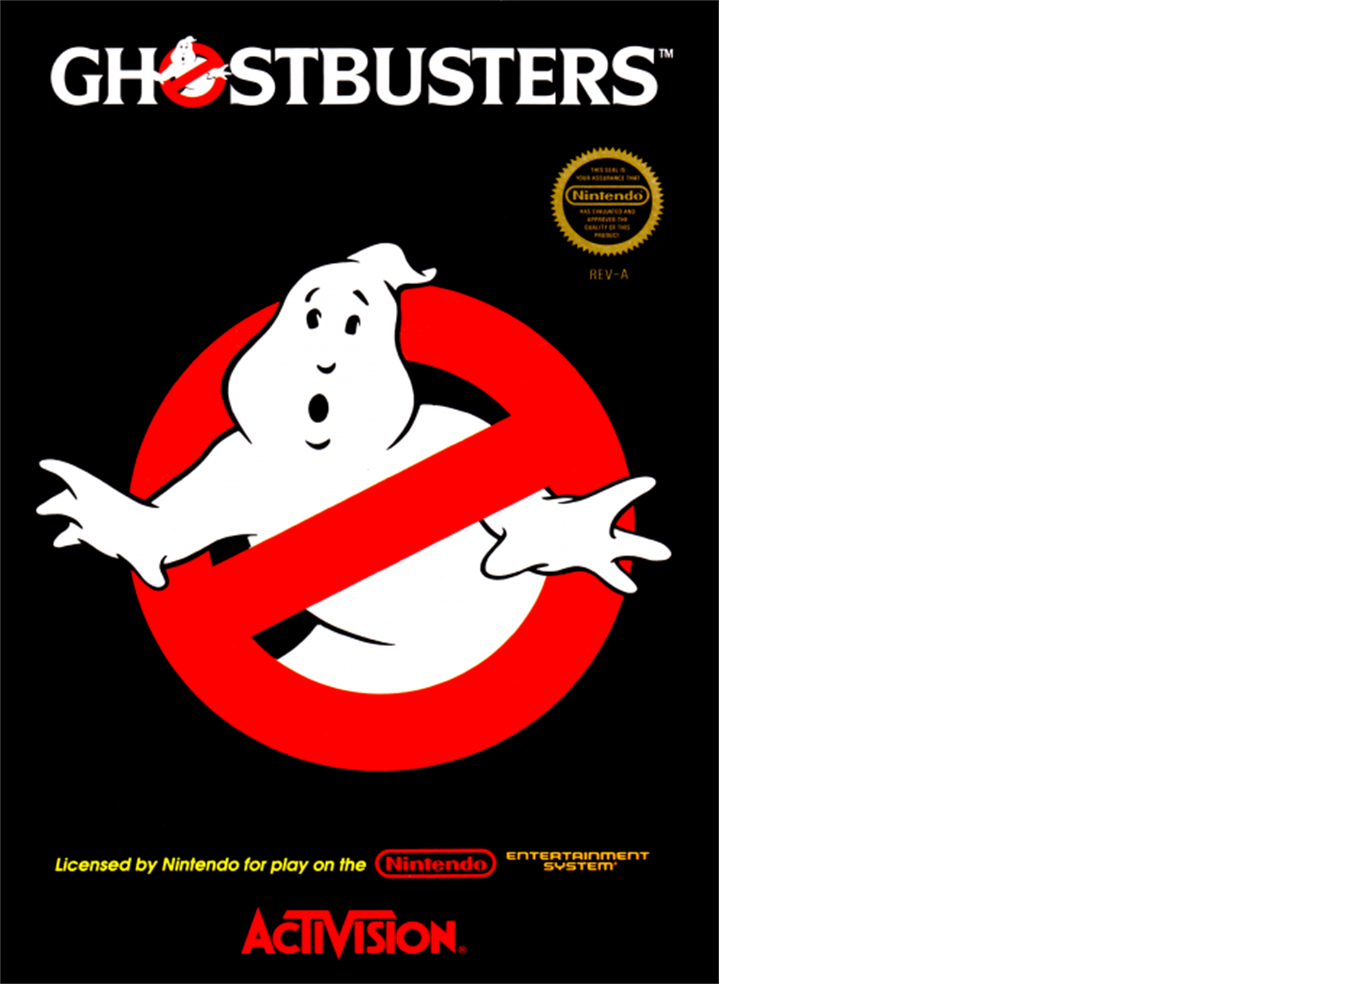 GHOSTBUSTERS™
THIS SEAL IS
YOUR ASSURANCE THAT
Nintendo
HAS EVALUATED AND
APPROVED THE
QUALITY OF THIS
PRODUCT
REV-A
Licensed by Nintendo for play on the Nintendo ENTERTAINMENT
SYSTEM®
ACTIVISION®